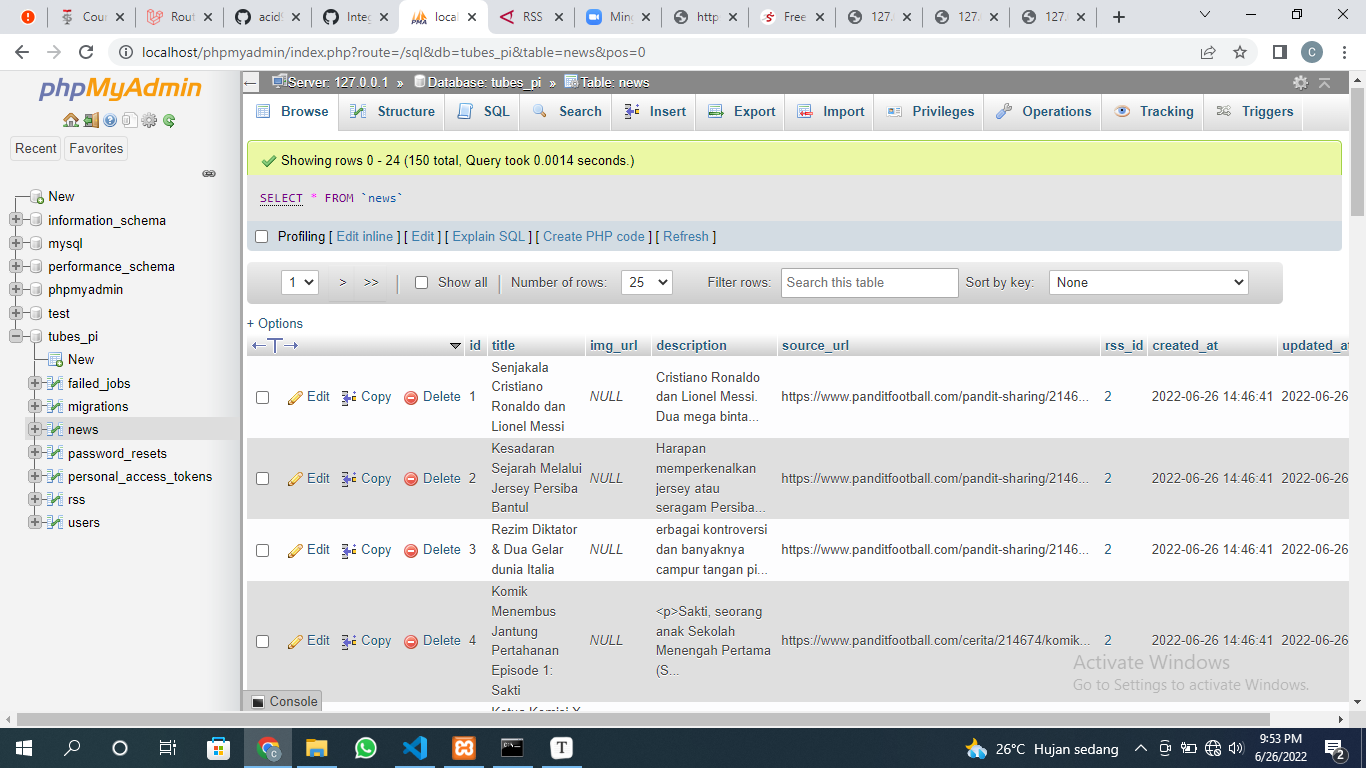 Cour
Rout
acid!
Integ
local
RSS
Ming
http
Free
127.
127.
127.
localhost/phpmyadmin/index.php?route=/sql&db=tubes_pi&table=news&pos=0
C
phpMyAdmin
Recent Favorites
New
information_schema
mysql
performance_schema
phpmyadmin
test
tubes_pi
New
failed_jobs
migrations
news
password_resets
personal_access_tokens
rss
users
Server: 127.0.0.1 » Database: tubes_pi » Table: news
Browse Structure SQL Search Insert Export Import Privileges Operations Tracking Triggers
Showing rows 0 - 24 (150 total, Query took 0.0014 seconds.)
SELECT * FROM `news`
Profiling [ Edit inline ] [ Edit ] [ Explain SQL ] [ Create PHP code ] [ Refresh ]
1 > >> Show all Number of rows: 25 Filter rows: Search this table Sort by key: None
+ Options
←T→ id title img_url description source_url rss_id created_at updated_at
Edit Copy Delete 1
Senjakala
Cristiano
Ronaldo dan
Lionel Messi
NULL
Cristiano Ronaldo
dan Lionel Messi.
Dua mega binta...
https://www.panditfootball.com/pandit-sharing/2146... 2 2022-06-26 14:46:41 2022-06-26
Edit Copy Delete 2
Kesadaran
Sejarah Melalui
Jersey Persiba
Bantul
NULL
Harapan
memperkenalkan
jersey atau
seragam Persiba...
https://www.panditfootball.com/pandit-sharing/2146... 2 2022-06-26 14:46:41 2022-06-26
Edit Copy Delete 3
Rezim Diktator
& Dua Gelar
dunia Italia
NULL
erbagai kontroversi
dan banyaknya
campur tangan pi...
https://www.panditfootball.com/pandit-sharing/2146... 2 2022-06-26 14:46:41 2022-06-26
Edit Copy Delete 4
Komik
Menembus
Jantung
Pertahanan
Episode 1:
Sakti
NULL
<p>Sakti, seorang
anak Sekolah
Menengah Pertama
(S...
https://www.panditfootball.com/cerita/214674/komik... 2 2022-06-26 14:46:41 2022-06-26
Ketua Komisi X
Console
Activate Windows
Go to Settings to activate Windows.
T
26°C Hujan sedang
9:53 PM
6/26/2022
2